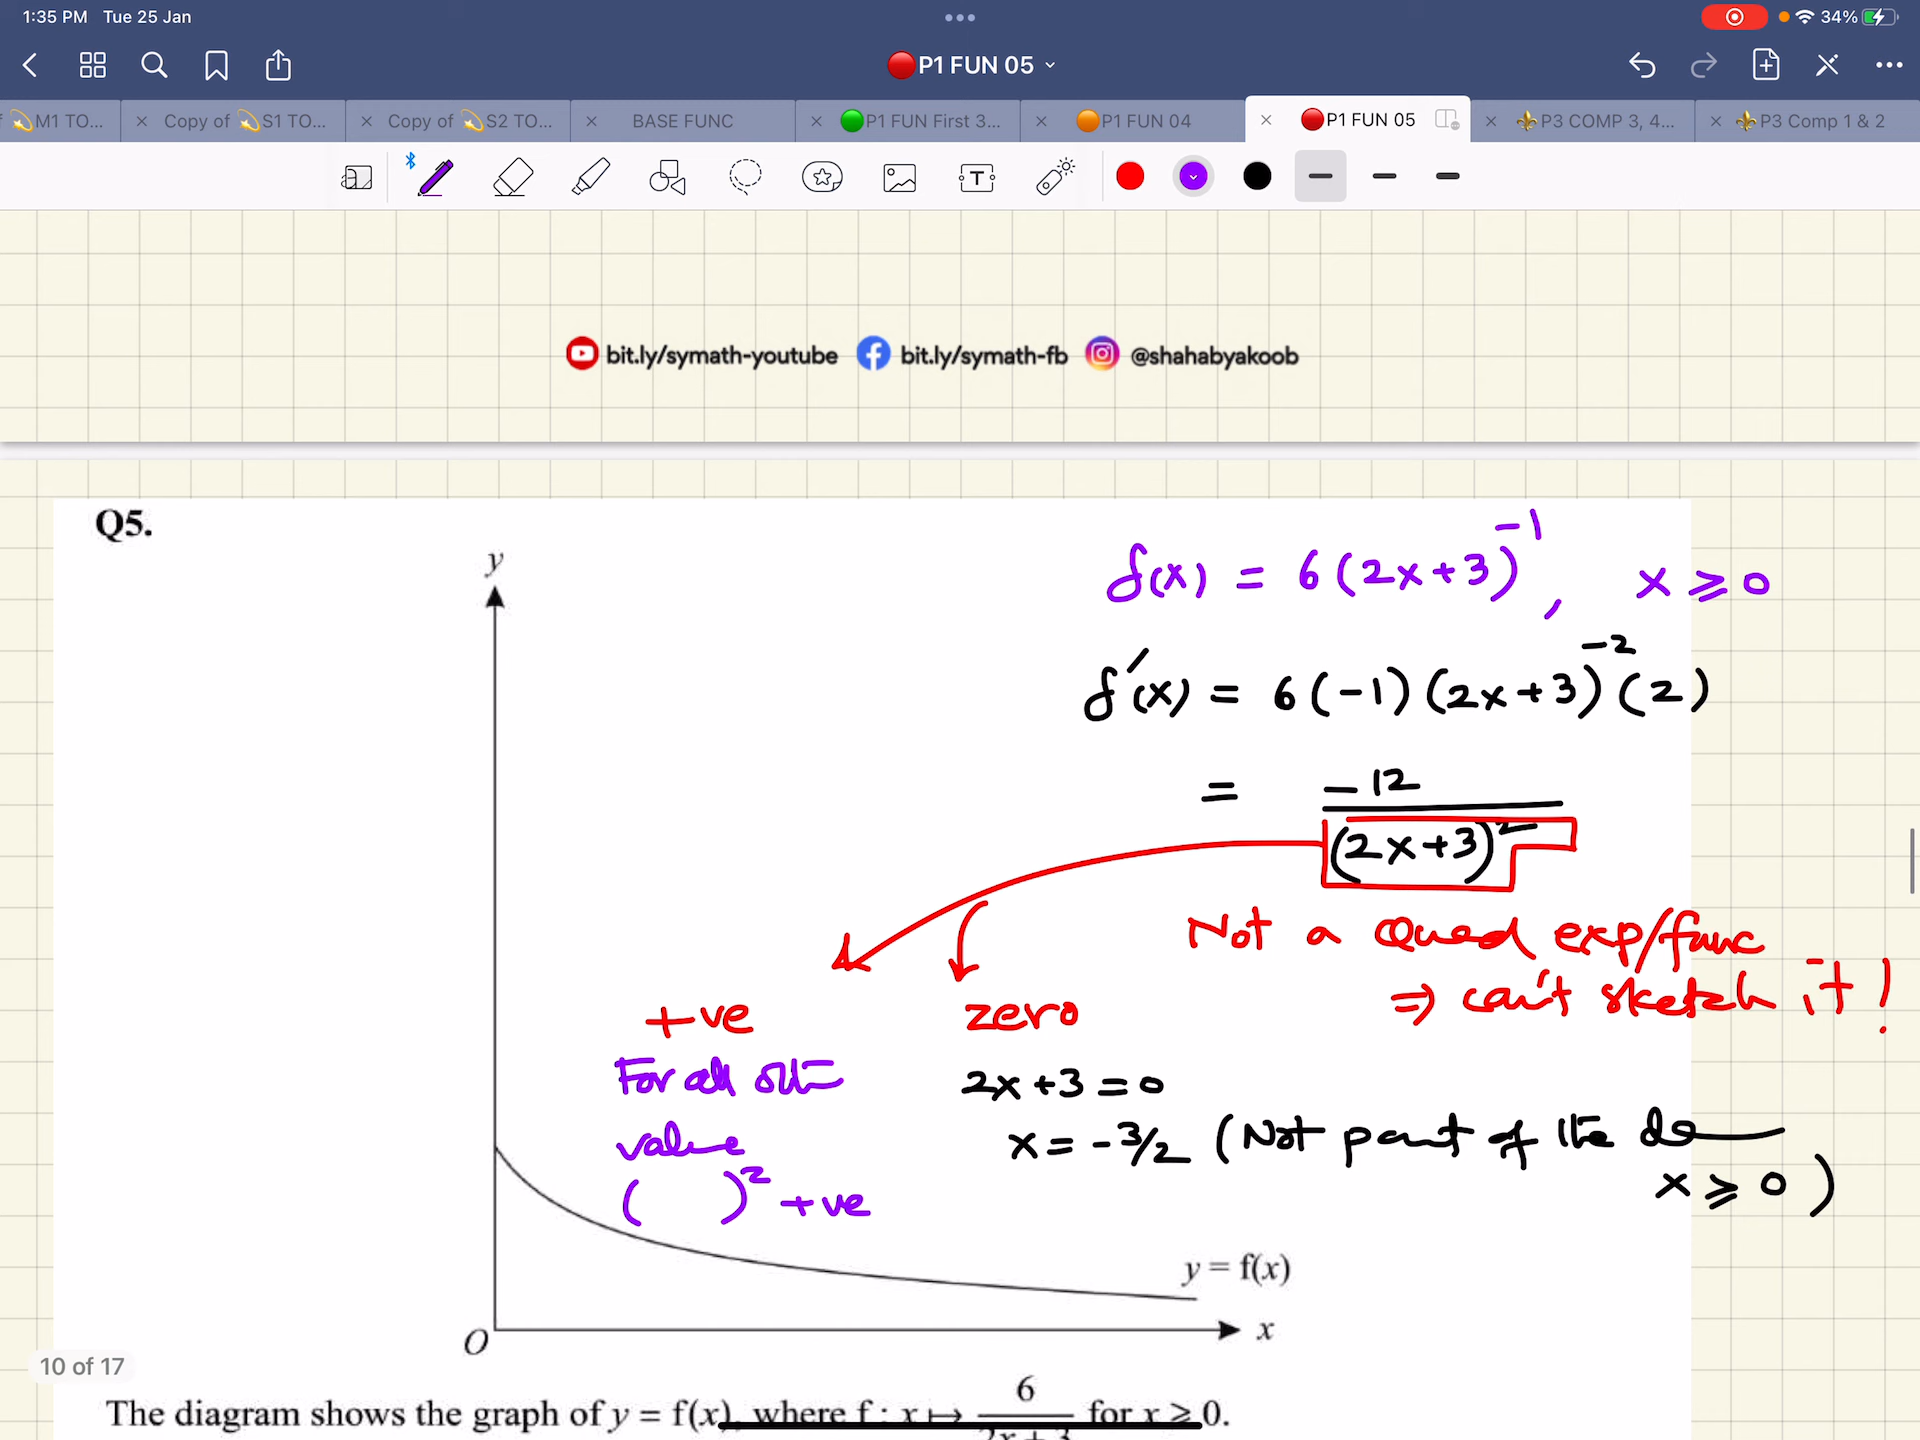 1:35 PM Tue 25 Jan
34%
P1 FUN 05
M1 TO...
Copy of S1 TO...
Copy of S2 TO...
BASE FUNC
P1 FUN First 3...
P1 FUN 04
P1 FUN 05
P3 COMP 3, 4...
P3 Comp 1 & 2
bit.ly/symath-youtube bit.ly/symath-fb @shahabyakoob
Q5.
y
f(x) = 6(2x+3)⁻¹, x ⩾ 0
f′(x) = 6(-1)(2x+3)⁻²(2)
= -12
(2x+3)²
Not a Quad exp/func
⇒ can't sketch it!
+ve zero
For all
value
( )² +ve
2x+3=0
x = -3/2 (Not part of the
x ⩾ 0)
y = f(x)
O
x
10 of 17
The diagram shows the graph of y = f(x), where f : x ↦ 6 / 2x + 3 for x ⩾ 0.